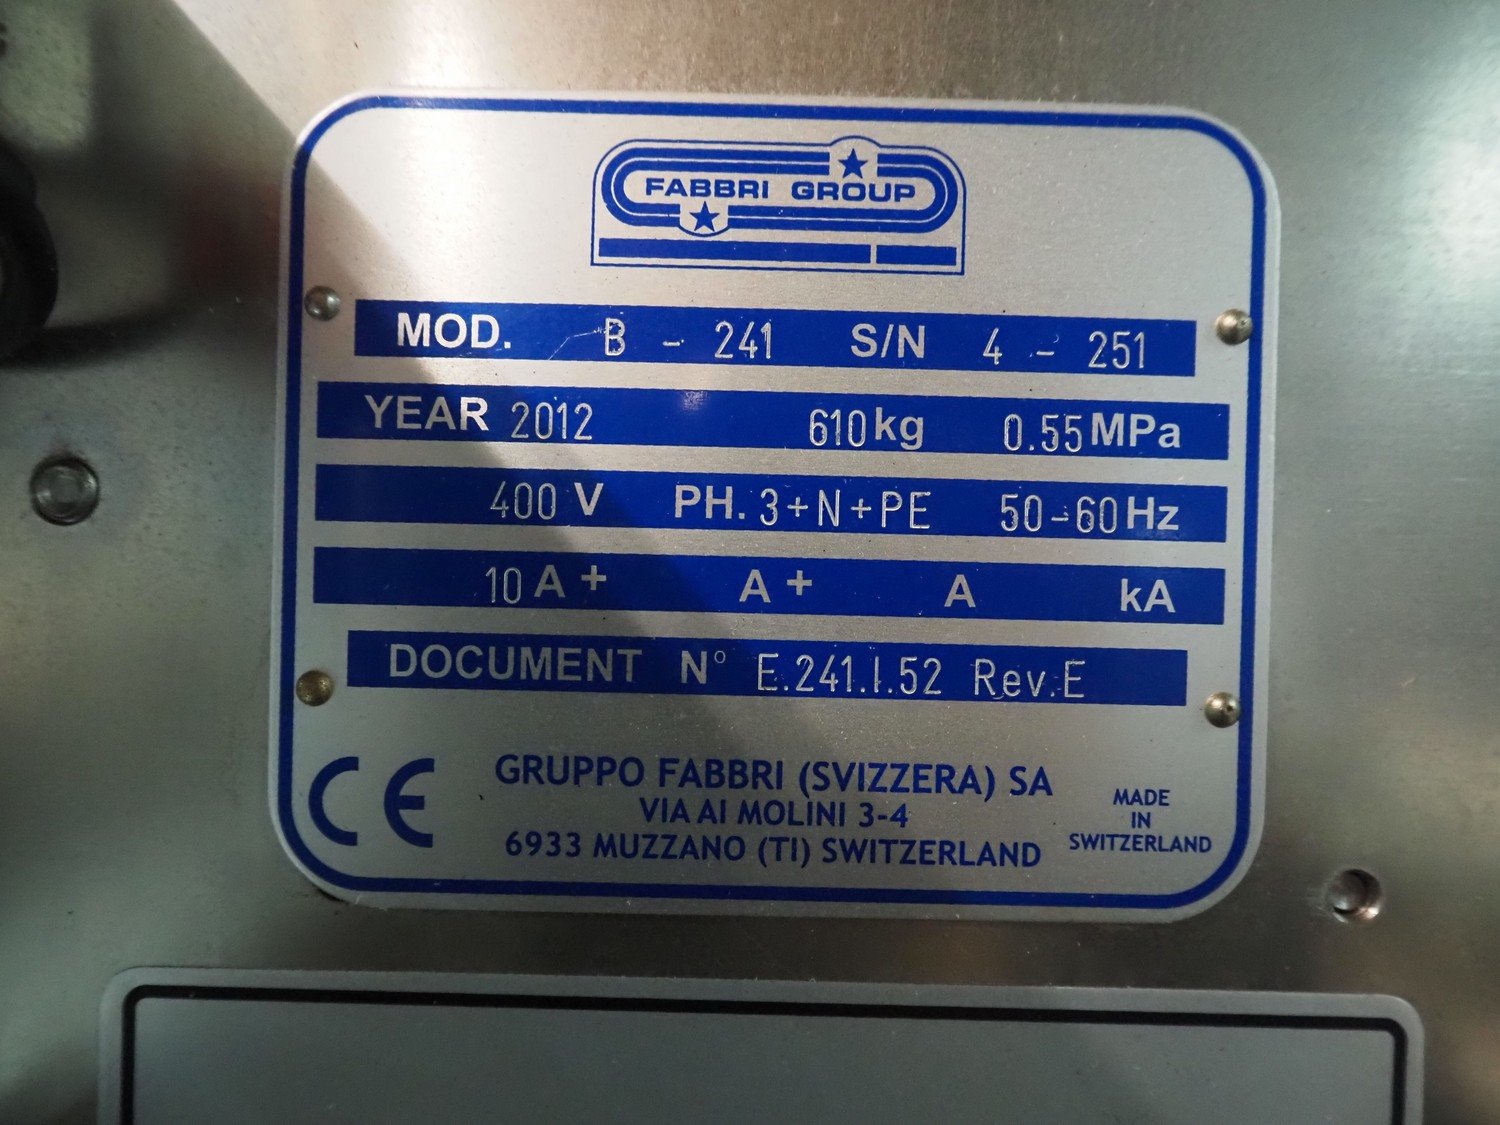 FABBRI GROUP
MOD. B - 241 S/N 4 - 251
YEAR 2012 610 kg 0.55 MPa
400 V PH. 3+N+PE 50-60 Hz
10 A + A + A kA
DOCUMENT N° E.241.I.52 Rev.E
CE
GRUPPO FABBRI (SVIZZERA) SA
VIA AI MOLINI 3-4
6933 MUZZANO (TI) SWITZERLAND
MADE
IN
SWITZERLAND